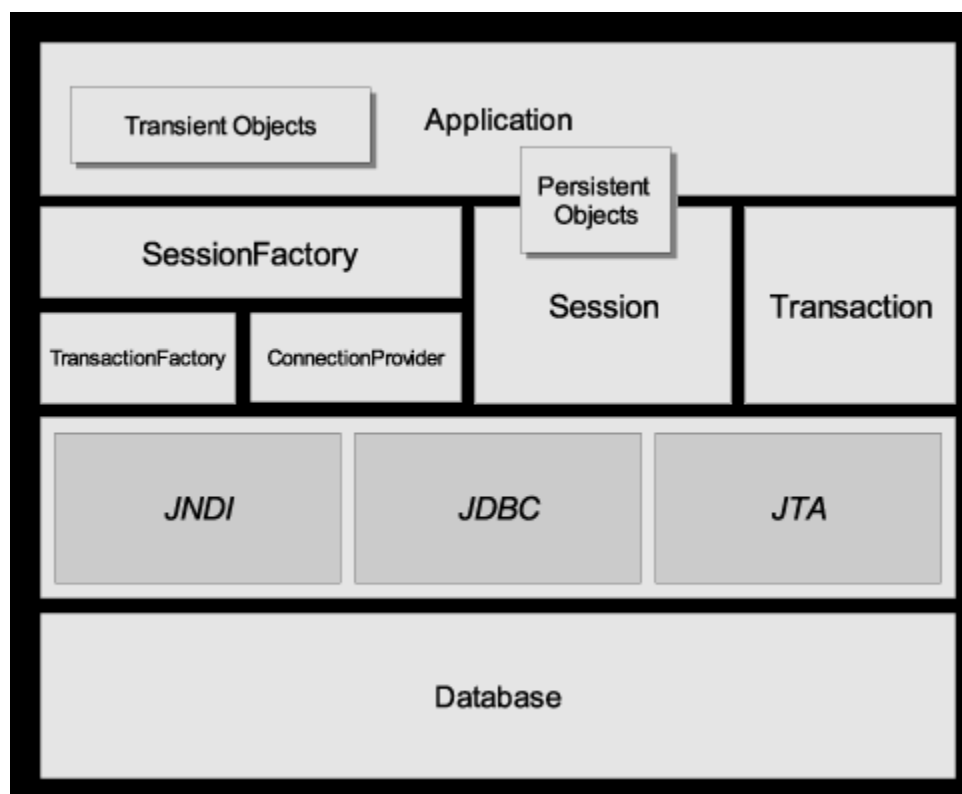 Transient Objects
Application
Persistent
Objects
SessionFactory
Session
Transaction
TransactionFactory
ConnectionProvider
JNDI
JDBC
JTA
Database